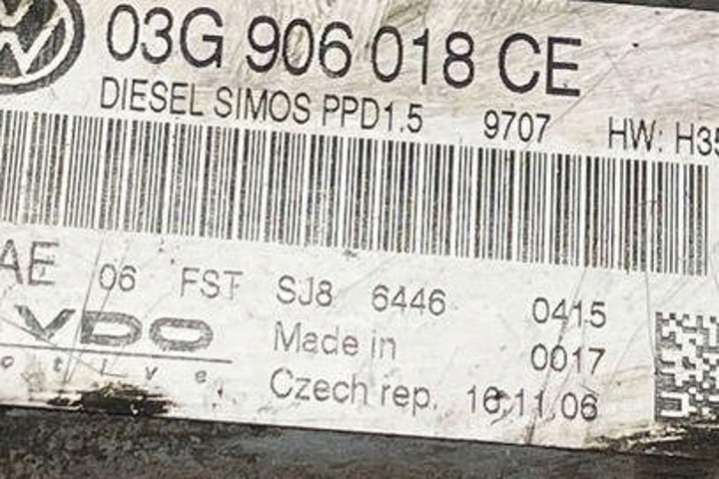 03G 906 018 CE
DIESEL SIMOS PPD1.5 9707 HW: H35
AE 06 FST SJ8 6446 0415
VDO Made in 0017
o t i v e Czech rep. 16.11.06